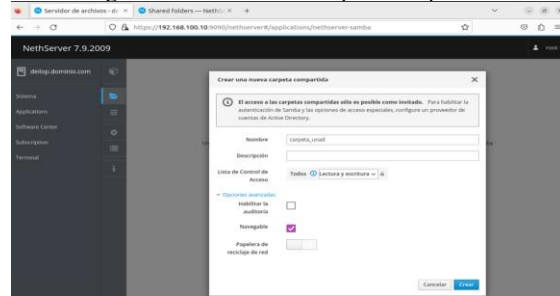 Servidor de archivos - d
Shared Folders — NethS
https://192.168.100.10:9090/nethserver#/applications/nethserver-samba
NethServer 7.9.2009
root
dellop.dominio.com
Sistema
Applications
Software Center
Subscription
Terminal
Crear una nueva carpeta compartida
El acceso a las carpetas compartidas sólo es posible como invitado. Para habilitar la
autenticación de Samba y las opciones de acceso especiales, configure un proveedor de
cuentas de Active Directory.
Nombre
carpeta_unad
Descripción
Lista de Control de
Acceso
Todos
Lectura y escritura
Opciones avanzadas
Habilitar la
auditoría
Navegable
Papelera de
reciclaje de red
Cancelar
Crear